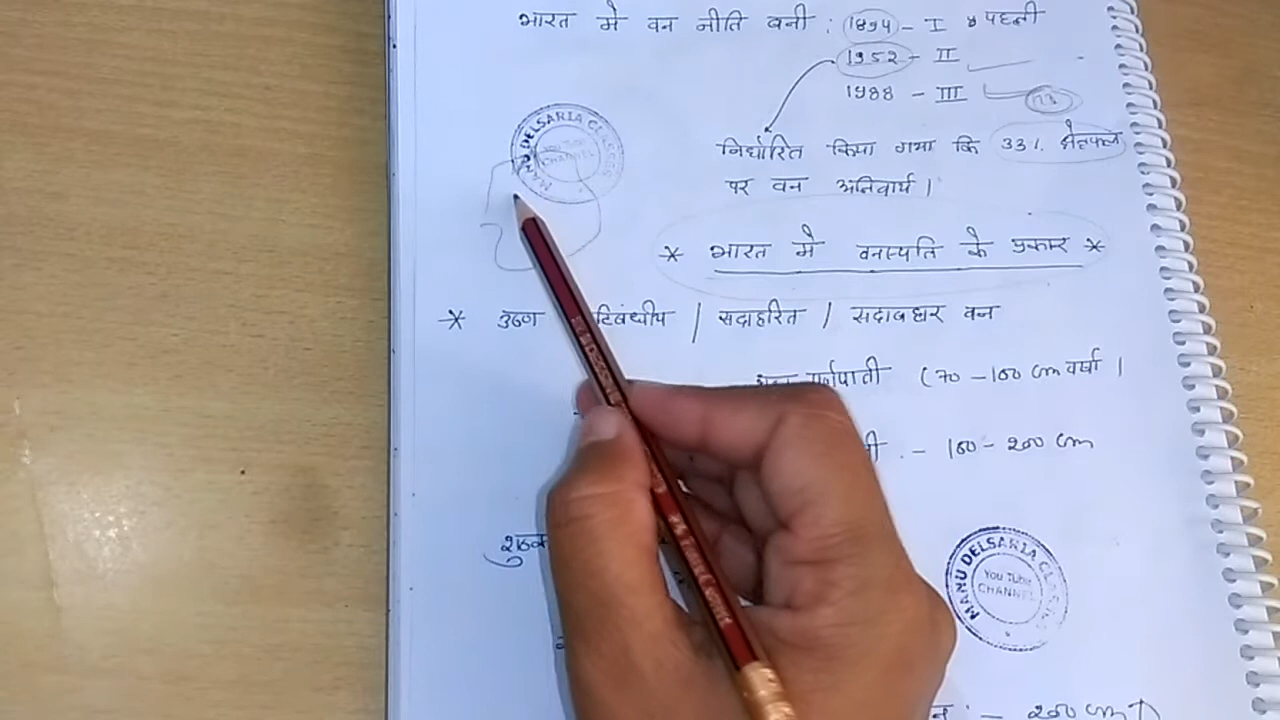 भारत मे वन नीति बनी : 1894 - I पहली
1952 - II
1988 - III
निर्धारित किया गया कि 33% क्षेत्रफल
पर वन अनिवार्य ।
MANU DELSARIA CLASSES
You Tube
CHANNEL
* भारत मे वनस्पति के प्रकार *
* उष्ण टिबंधीय / सदाहरित / सदाबहार वन
पर्णपाती ( 70 - 100 cm वर्षा ।
- 100 - 200 cm
MANU DELSARIA CLASSES
You Tube
CHANNEL
- 200 cm ↑